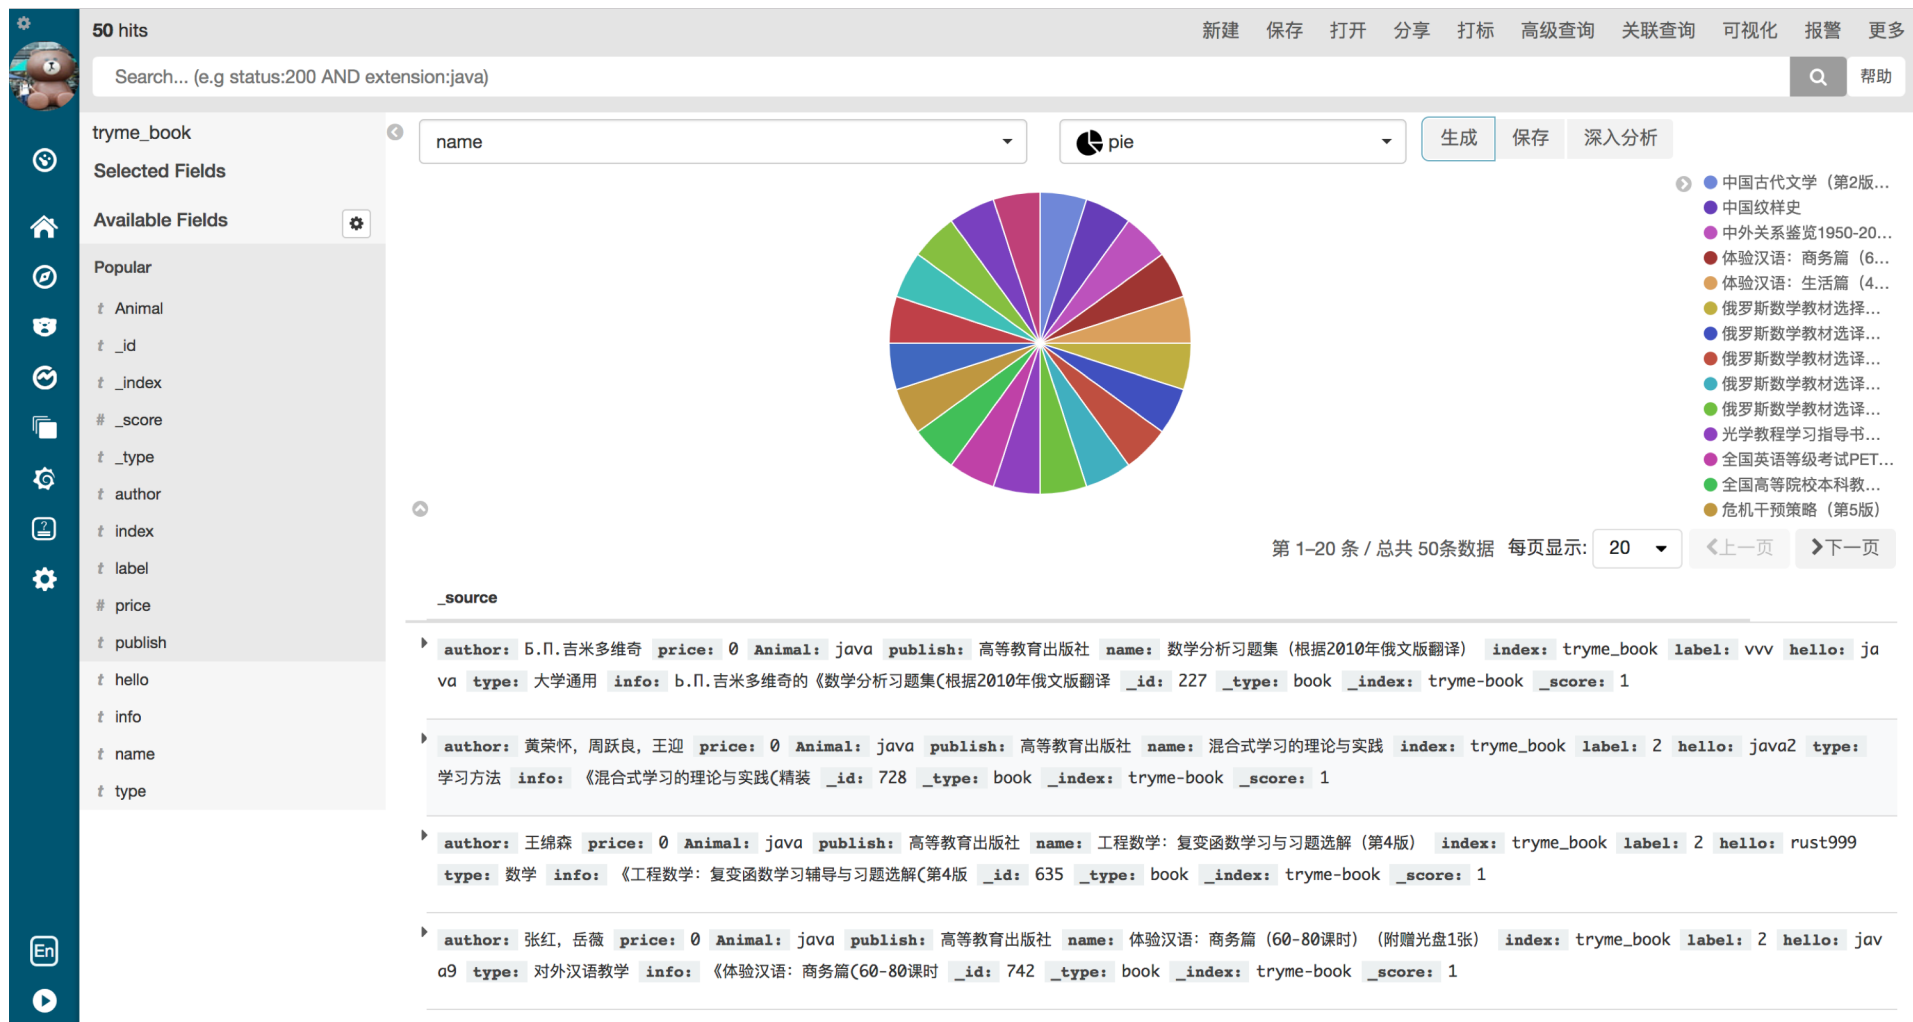 50 hits
新建 保存 打开 分享 打标 高级查询 关联查询 可视化 报警 更多
Search... (e.g status:200 AND extension:java)
帮助
tryme_book
Selected Fields
Available Fields
Popular
t Animal
t _id
t _index
# _score
t _type
t author
t index
t label
# price
t publish
t hello
t info
t name
t type
En
name
pie
生成 保存 深入分析
中国古代文学（第2版...
中国纹样史
中外关系鉴览1950-20...
体验汉语：商务篇（6...
体验汉语：生活篇（4...
俄罗斯数学教材选择...
俄罗斯数学教材选译...
俄罗斯数学教材选译...
俄罗斯数学教材选译...
俄罗斯数学教材选译...
光学教程学习指导书...
全国英语等级考试PET...
全国高等院校本科教...
危机干预策略（第5版）
第 1–20 条 / 总共 50条数据 每页显示: 20 上一页 下一页
_source
author: Б.П.吉米多维奇 price: 0 Animal: java publish: 高等教育出版社 name: 数学分析习题集（根据2010年俄文版翻译） index: tryme_book label: vvv hello: ja
va type: 大学通用 info: Ь.П.吉米多维奇的《数学分析习题集(根据2010年俄文版翻译 _id: 227 _type: book _index: tryme-book _score: 1
author: 黄荣怀，周跃良，王迎 price: 0 Animal: java publish: 高等教育出版社 name: 混合式学习的理论与实践 index: tryme_book label: 2 hello: java2 type:
学习方法 info: 《混合式学习的理论与实践(精装 _id: 728 _type: book _index: tryme-book _score: 1
author: 王绵森 price: 0 Animal: java publish: 高等教育出版社 name: 工程数学：复变函数学习与习题选解（第4版） index: tryme_book label: 2 hello: rust999
type: 数学 info: 《工程数学：复变函数学习辅导与习题选解(第4版 _id: 635 _type: book _index: tryme-book _score: 1
author: 张红，岳薇 price: 0 Animal: java publish: 高等教育出版社 name: 体验汉语：商务篇（60-80课时）（附赠光盘1张） index: tryme_book label: 2 hello: jav
a9 type: 对外汉语教学 info: 《体验汉语：商务篇(60-80课时 _id: 742 _type: book _index: tryme-book _score: 1